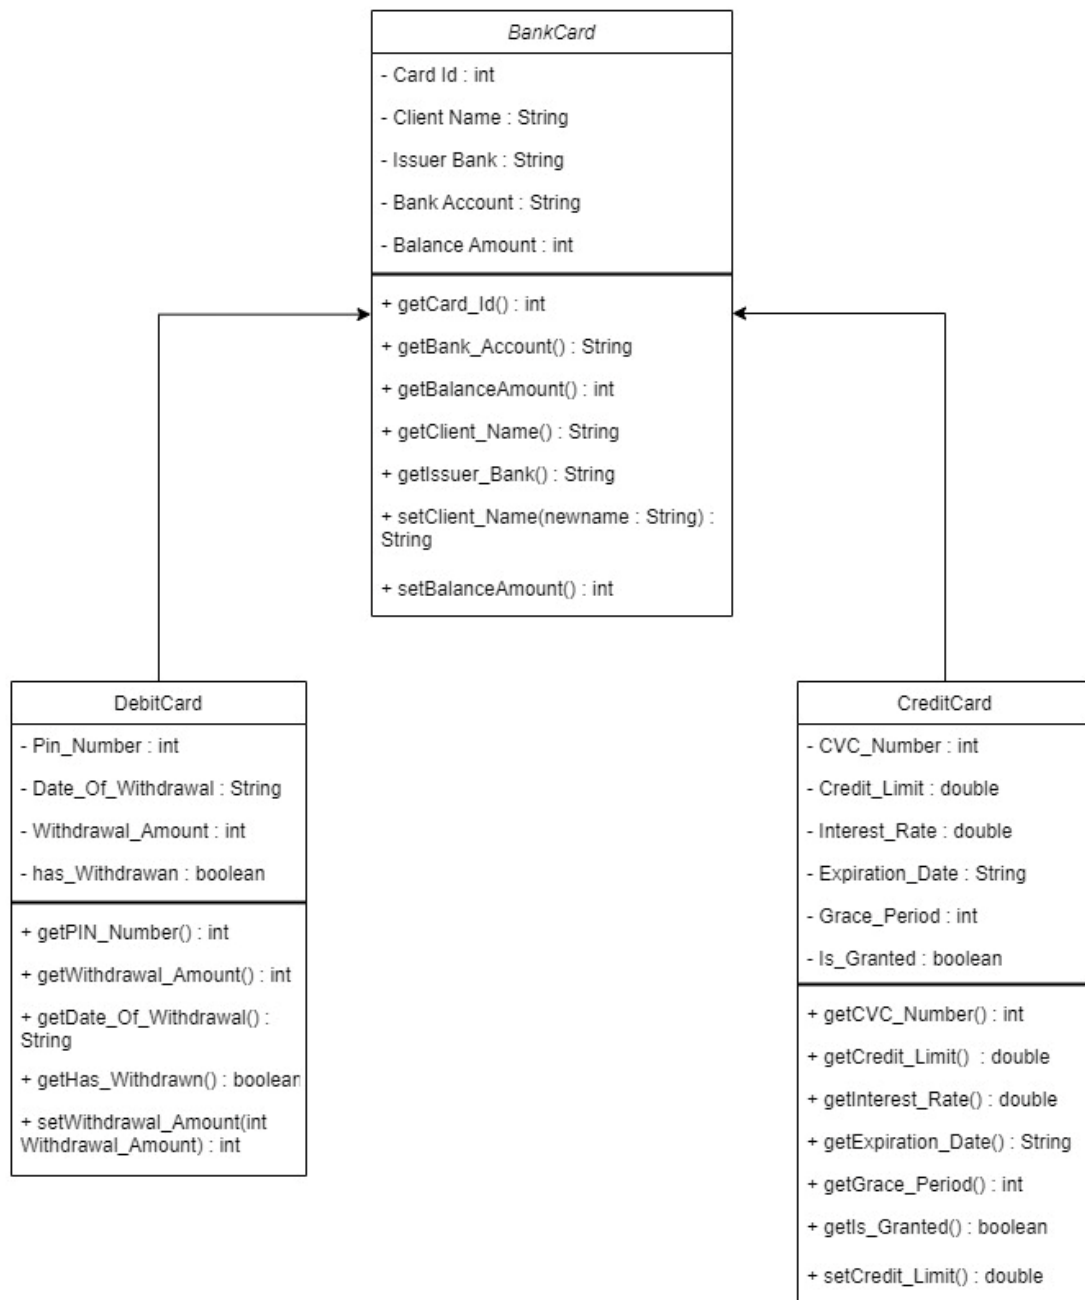 BankCard
- Card Id : int
- Client Name : String
- Issuer Bank : String
- Bank Account : String
- Balance Amount : int
+ getCard_Id() : int
+ getBank_Account() : String
+ getBalanceAmount() : int
+ getClient_Name() : String
+ getIssuer_Bank() : String
+ setClient_Name(newname : String) :
String
+ setBalanceAmount() : int
DebitCard
- Pin_Number : int
- Date_Of_Withdrawal : String
- Withdrawal_Amount : int
- has_Withdrawan : boolean
+ getPIN_Number() : int
+ getWithdrawal_Amount() : int
+ getDate_Of_Withdrawal() :
String
+ getHas_Withdrawn() : boolean
+ setWithdrawal_Amount(int
Withdrawal_Amount) : int
CreditCard
- CVC_Number : int
- Credit_Limit : double
- Interest_Rate : double
- Expiration_Date : String
- Grace_Period : int
- Is_Granted : boolean
+ getCVC_Number() : int
+ getCredit_Limit()  : double
+ getInterest_Rate() : double
+ getExpiration_Date() : String
+ getGrace_Period() : int
+ getIs_Granted() : boolean
+ setCredit_Limit() : double